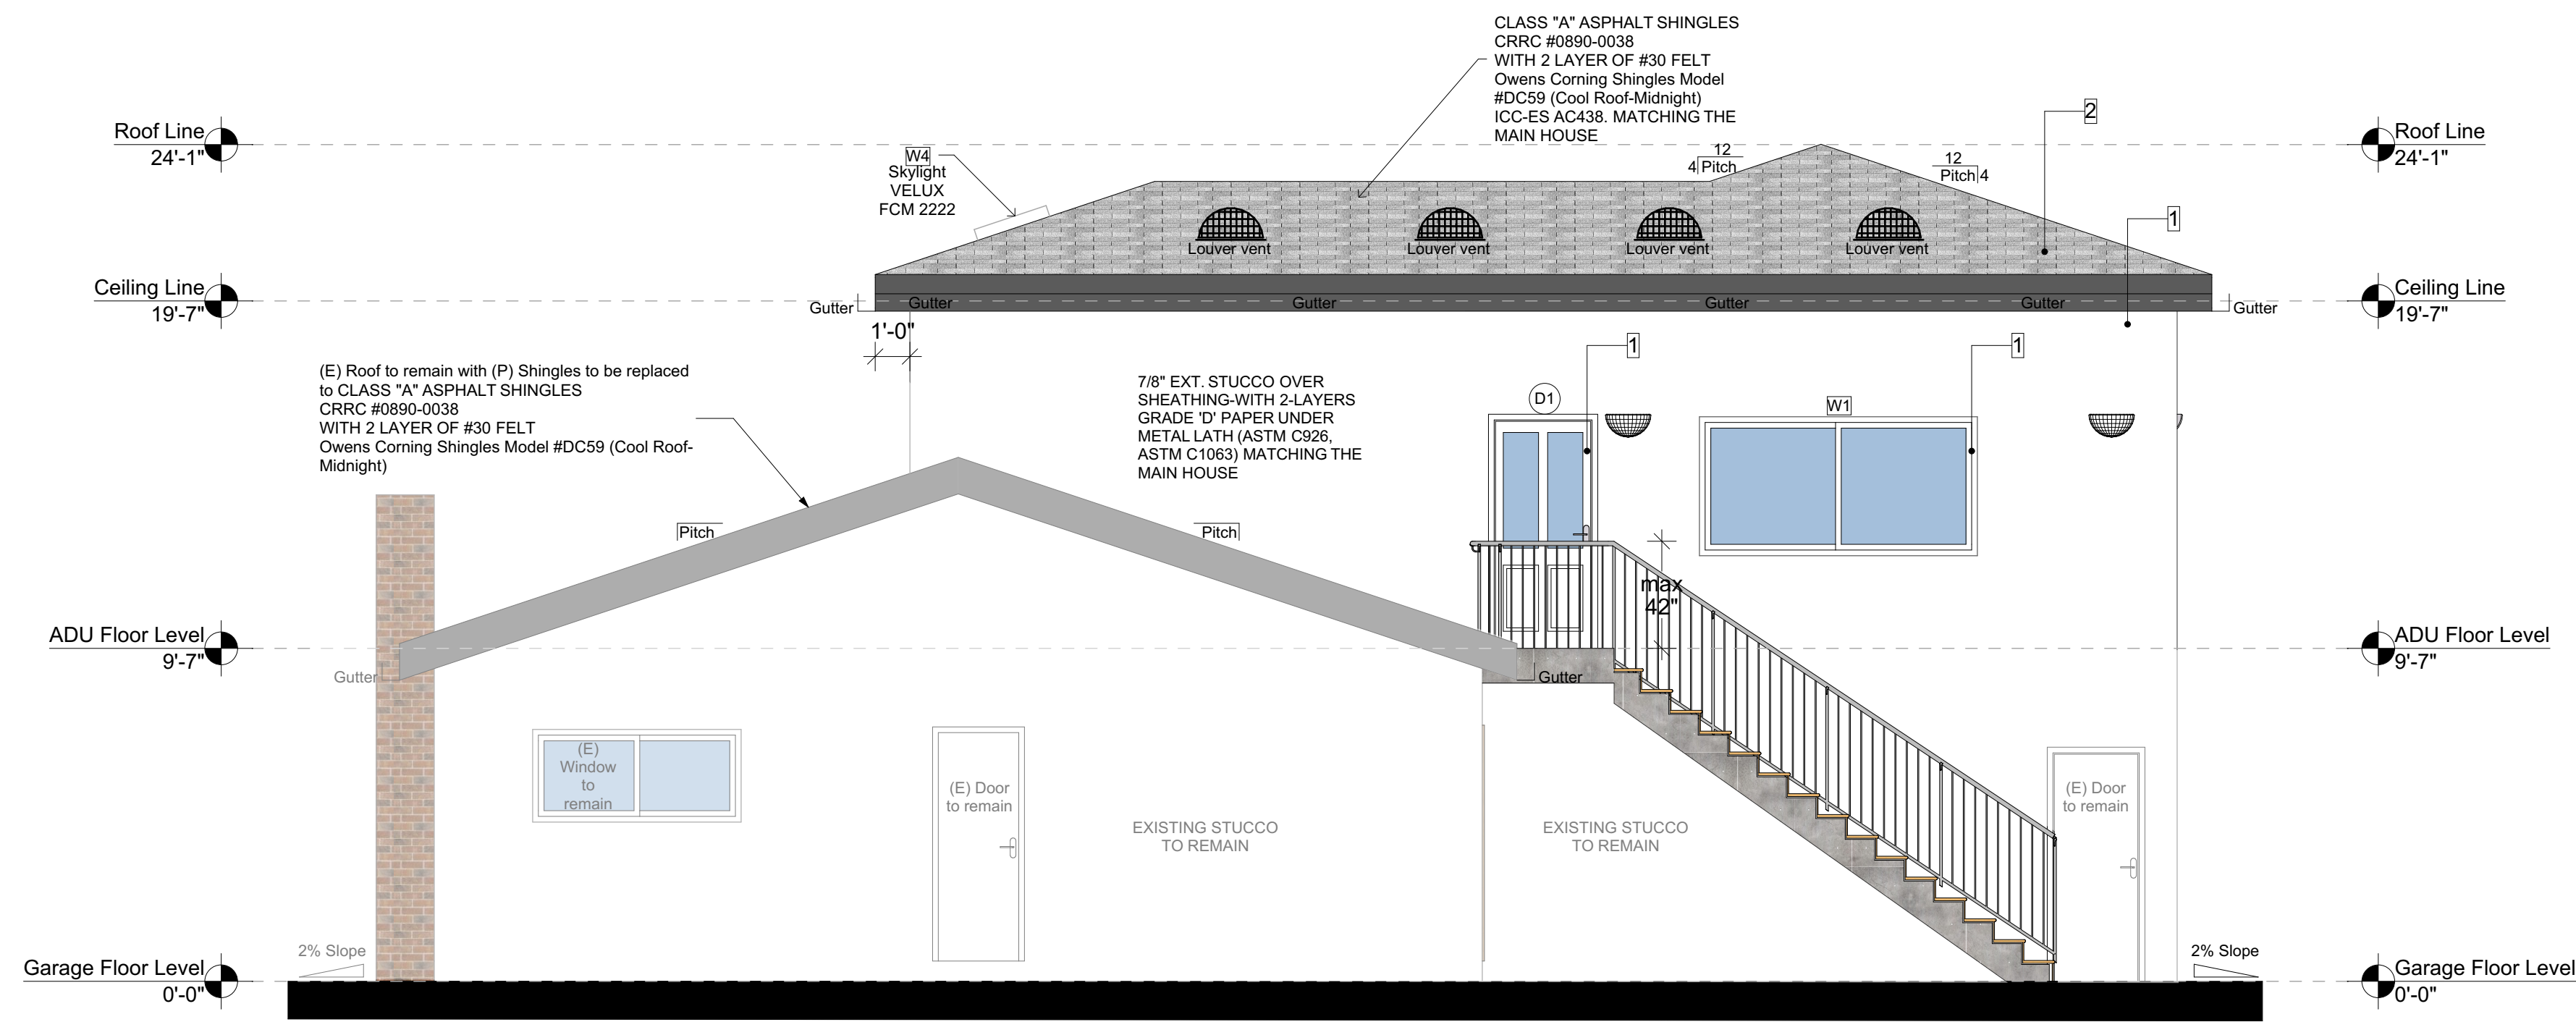 CLASS "A" ASPHALT SHINGLES
CRRC #0890-0038
WITH 2 LAYER OF #30 FELT
Owens Corning Shingles Model
#DC59 (Cool Roof-Midnight)
ICC-ES AC438. MATCHING THE
MAIN HOUSE
2
Roof Line
24'-1"
Roof Line
24'-1"
W4
Skylight
VELUX
FCM 2222
12
4 Pitch
12
Pitch 4
1
Louver vent
Louver vent
Louver vent
Louver vent
Ceiling Line
19'-7"
Ceiling Line
19'-7"
Gutter
Gutter
Gutter
Gutter
Gutter
Gutter
1'-0"
1
1
(E) Roof to remain with (P) Shingles to be replaced
to CLASS "A" ASPHALT SHINGLES
CRRC #0890-0038
WITH 2 LAYER OF #30 FELT
Owens Corning Shingles Model #DC59 (Cool Roof-
Midnight)
7/8" EXT. STUCCO OVER
SHEATHING-WITH 2-LAYERS
GRADE 'D' PAPER UNDER
METAL LATH (ASTM C926,
ASTM C1063) MATCHING THE
MAIN HOUSE
D1
W1
Pitch
Pitch
max
42"
ADU Floor Level
9'-7"
ADU Floor Level
9'-7"
Gutter
Gutter
(E)
Window
to
remain
(E) Door
to remain
(E) Door
to remain
EXISTING STUCCO
TO REMAIN
EXISTING STUCCO
TO REMAIN
2% Slope
2% Slope
Garage Floor Level
0'-0"
Garage Floor Level
0'-0"